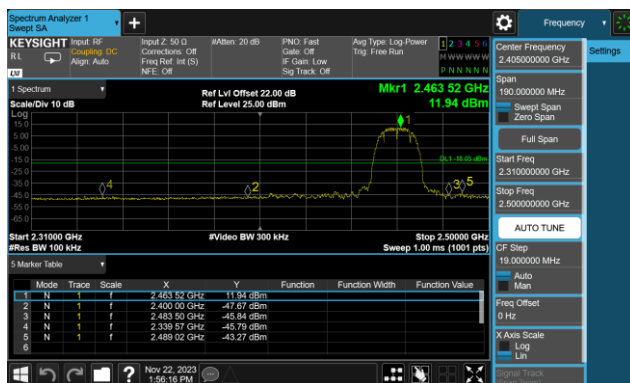 Spectrum Analyzer 1
Swept SA
Frequency
KEYSIGHT
Input: RF
Coupling: DC
Align: Auto
Input Z: 50 Ω
Corrections: Off
Freq Ref: Int (S)
NFE: Off
#Atten: 20 dB
PNO: Fast
Gate: Off
IF Gain: Low
Sig Track: Off
Avg Type: Log-Power
Trig: Free Run
1 2 3 4 5 6
M W W W W W
P N N N N N
R L
LXI
Center Frequency
2.405000000 GHz
Settings
Span
190.000000 MHz
Swept Span
Zero Span
Full Span
Start Freq
2.310000000 GHz
Stop Freq
2.500000000 GHz
AUTO TUNE
CF Step
19.000000 MHz
Auto
Man
Freq Offset
0 Hz
X Axis Scale
Log
Lin
Signal Track
1 Spectrum
Scale/Div 10 dB
Log
Ref Lvl Offset 22.00 dB
Ref Level 25.00 dBm
Mkr1 2.463 52 GHz
11.94 dBm
15.0
5.00
-5.00
-15.0
-25.0
-35.0
-45.0
-55.0
-65.0
1
DL1 -18.05 dBm
4
2
3
5
Start 2.31000 GHz
#Res BW 100 kHz
#Video BW 300 kHz
Stop 2.50000 GHz
Sweep 1.00 ms (1001 pts)
5 Marker Table
Mode Trace Scale X Y Function Function Width Function Value
1 N 1 f 2.463 52 GHz 11.94 dBm
2 N 1 f 2.400 00 GHz -47.67 dBm
3 N 1 f 2.483 50 GHz -45.84 dBm
4 N 1 f 2.339 57 GHz -45.79 dBm
5 N 1 f 2.489 02 GHz -43.27 dBm
6
?
Nov 22, 2023
1:56:16 PM